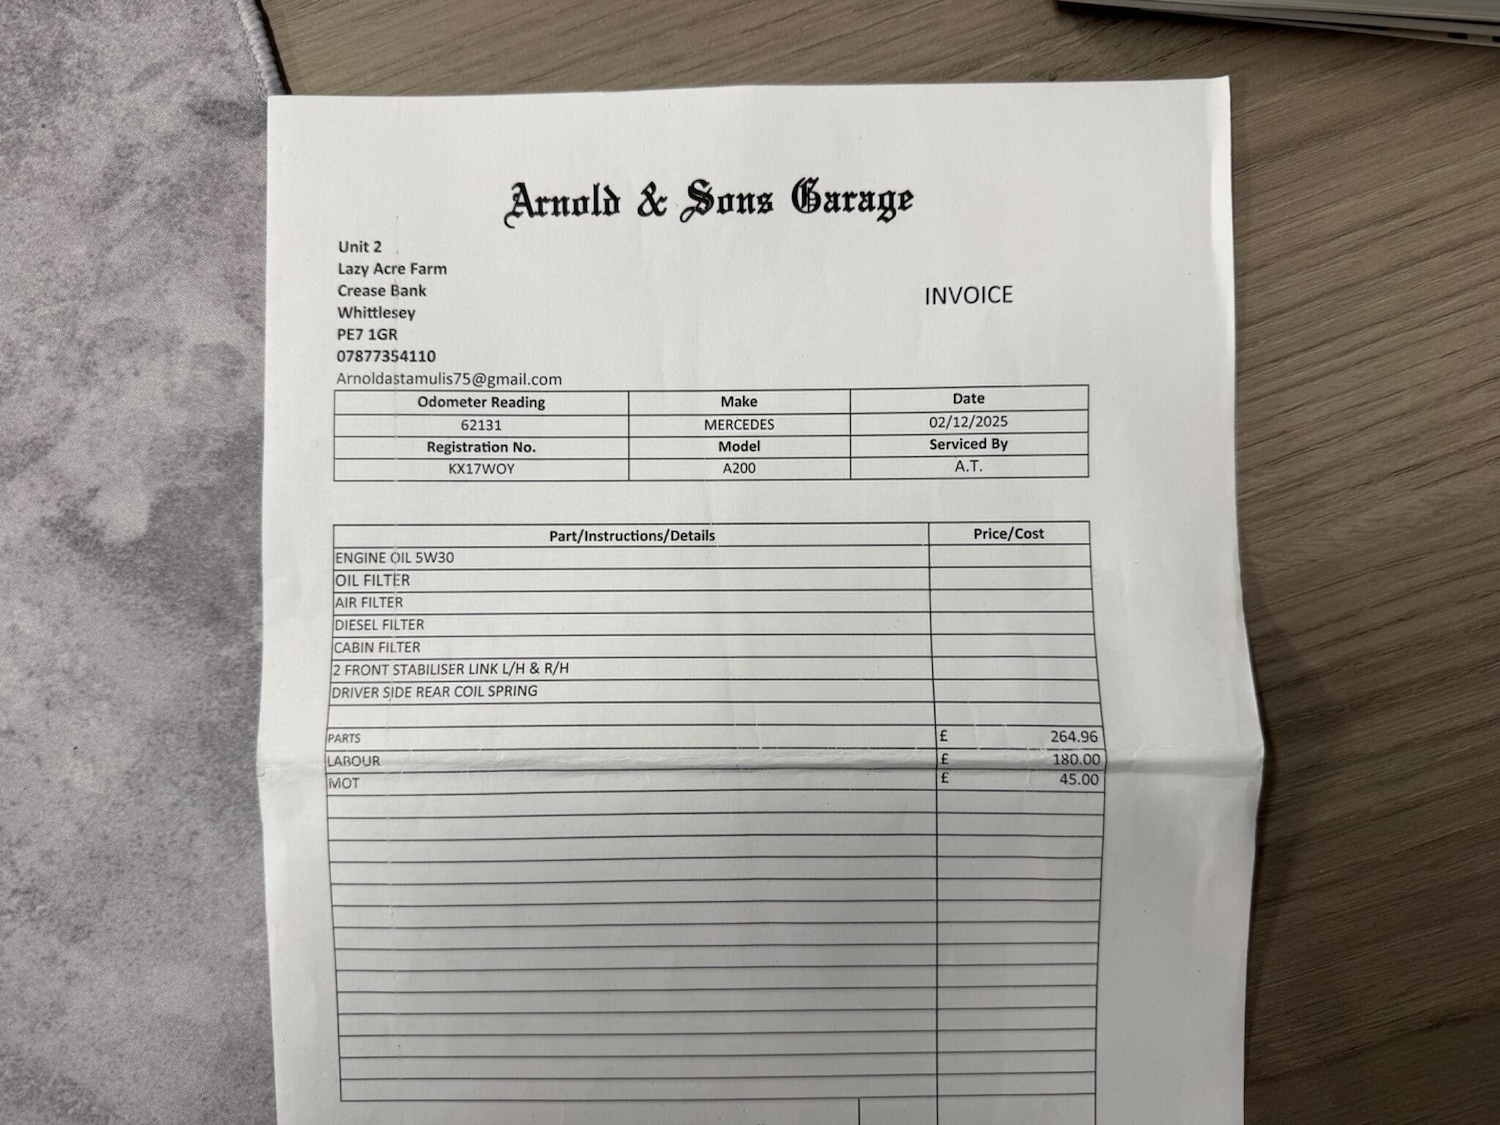 Arnold & Sons Garage
Unit 2
Lazy Acre Farm
Crease Bank
INVOICE
Whittlesey
PE7 1GR
07877354110
Arnoldastamulis75@gmail.com
Odometer Reading Make Date
62131 MERCEDES 02/12/2025
Registration No. Model Serviced By
KX17WOY A200 A.T.
Part/Instructions/Details Price/Cost
ENGINE OIL 5W30
OIL FILTER
AIR FILTER
DIESEL FILTER
CABIN FILTER
2 FRONT STABILISER LINK L/H & R/H
DRIVER SIDE REAR COIL SPRING
PARTS £ 264.96
LABOUR £ 180.00
MOT £ 45.00